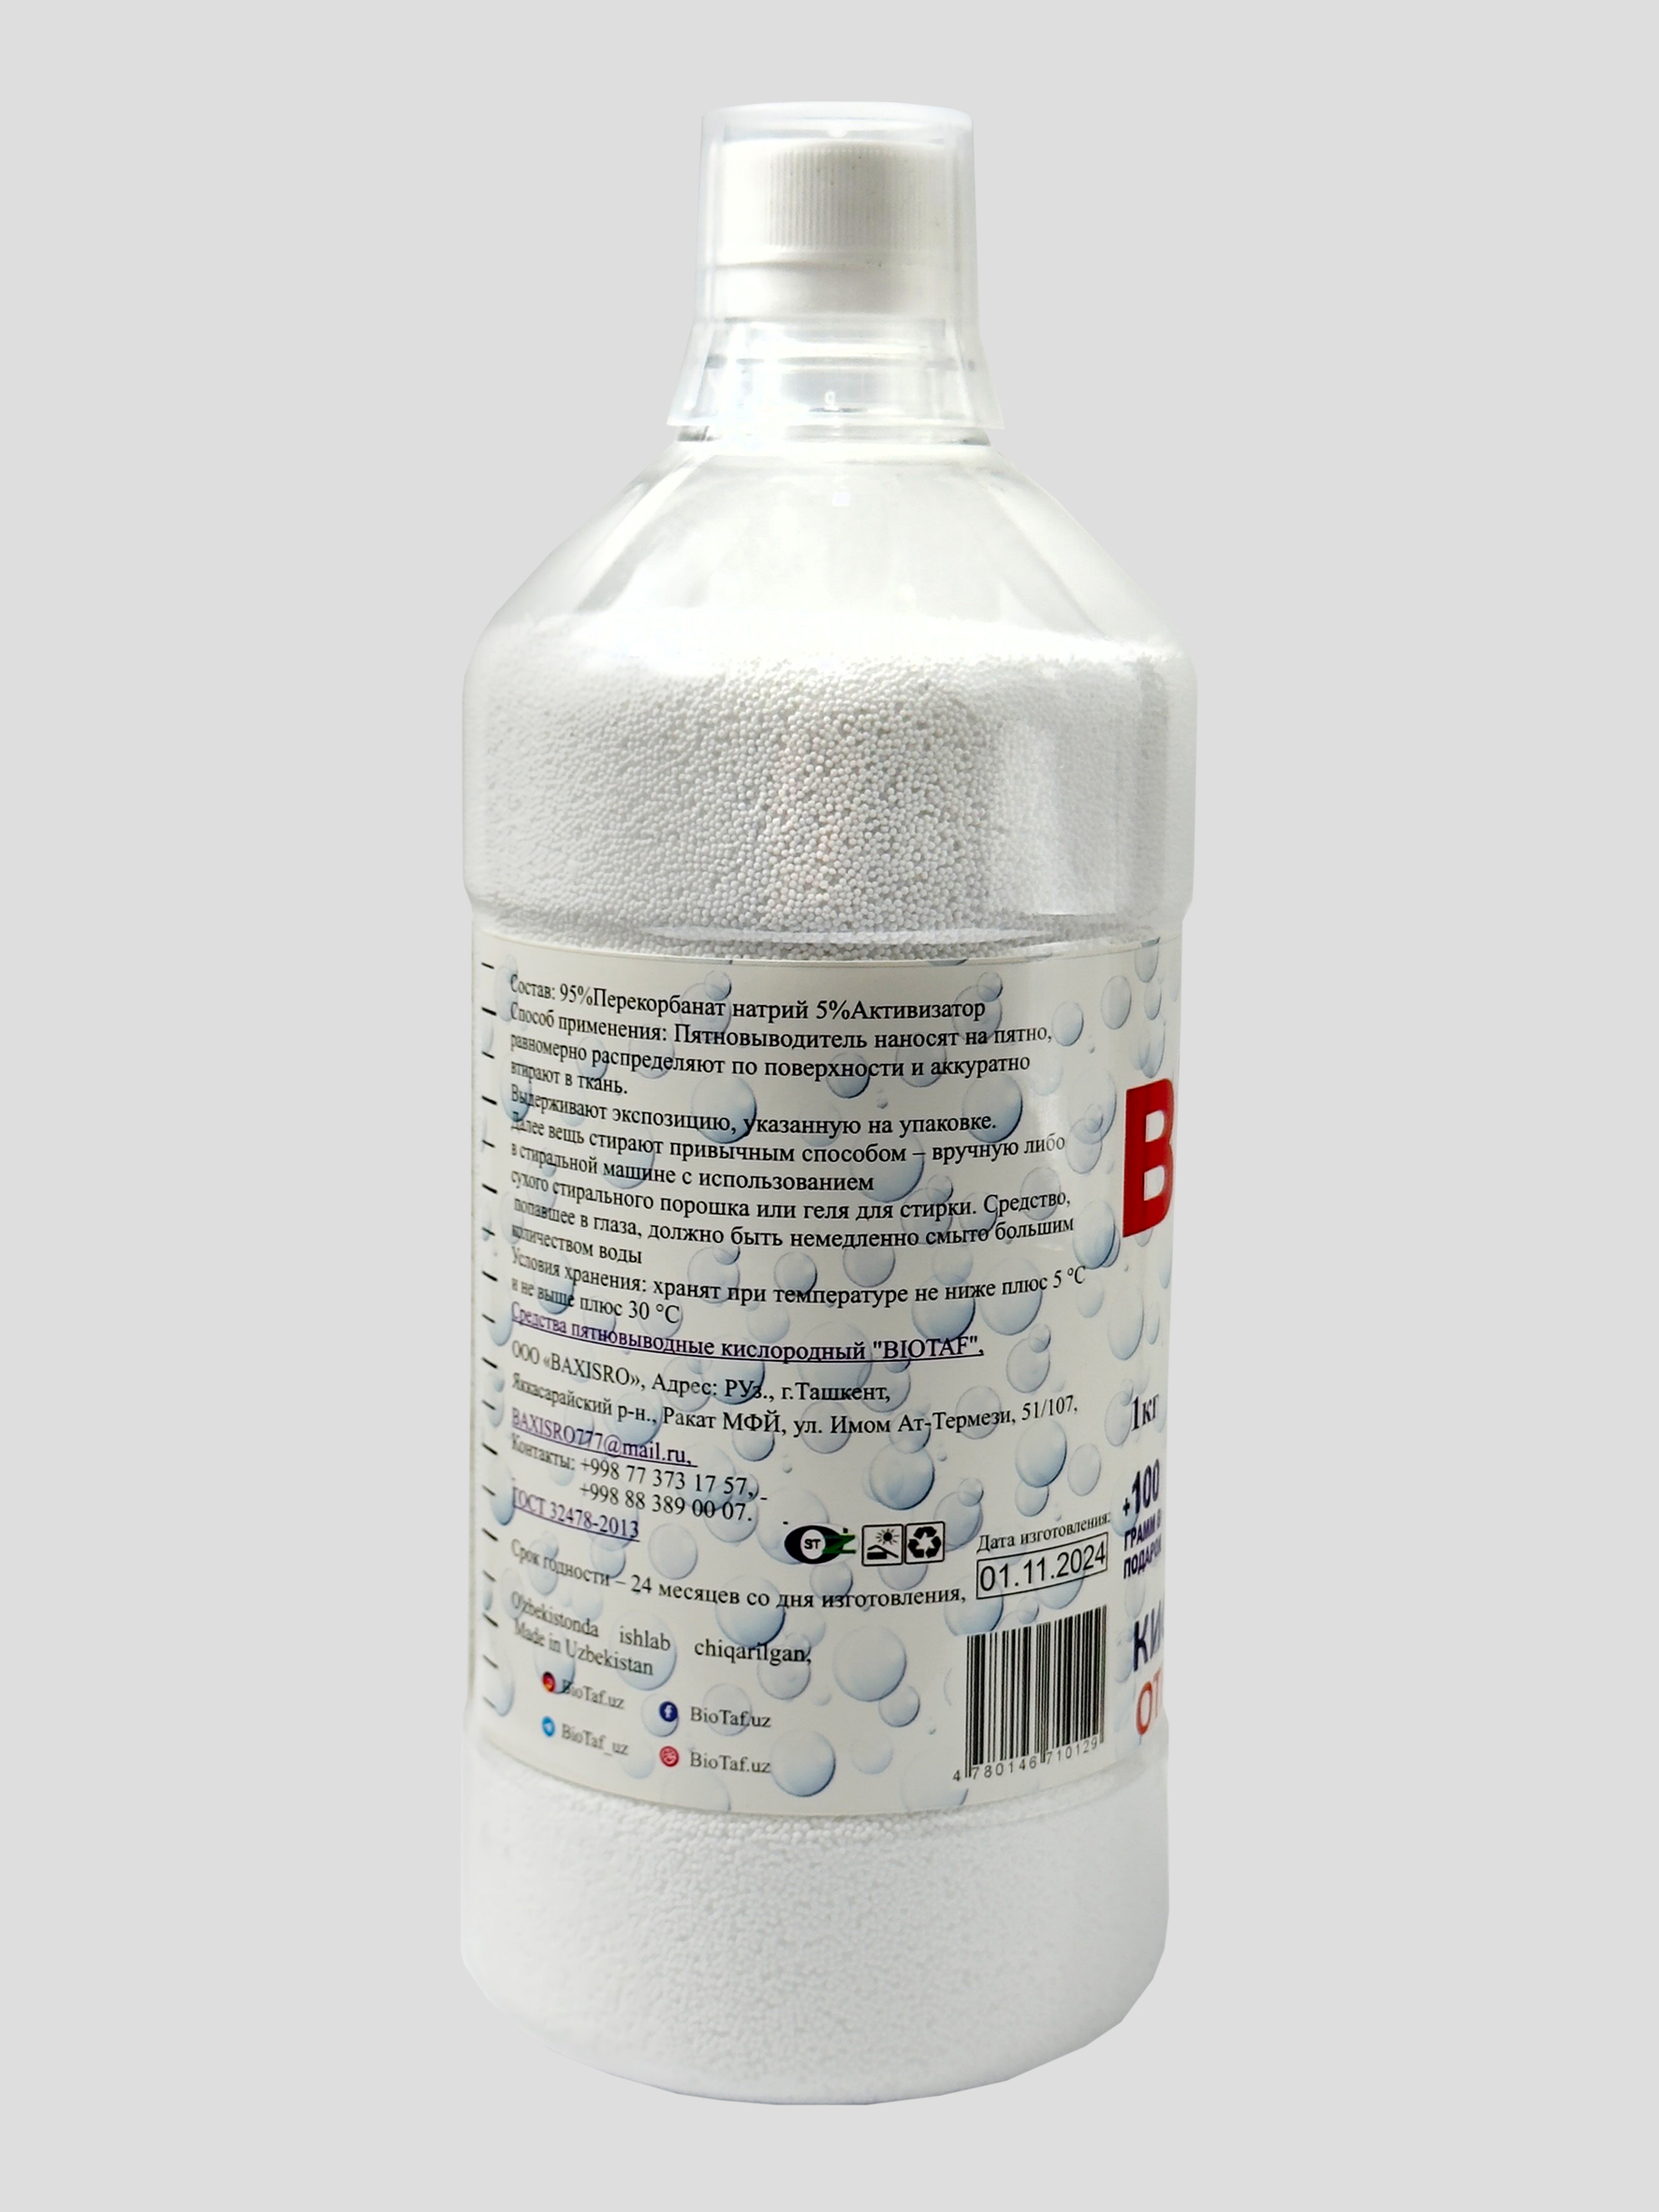 Состав: 95%Перекорбанат натрий 5%Активизатор
Способ применения: Пятновыводитель наносят на пятно,
равномерно распределяют по поверхности и аккуратно
втирают в ткань.
Выдерживают экспозицию, указанную на упаковке.
Далее вещь стирают привычным способом – вручную либо
в стиральной машине с использованием
сухого стирального порошка или геля для стирки. Средство,
попавшее в глаза, должно быть немедленно смыто большим
количеством воды
Условия хранения: хранят при температуре не ниже плюс 5 °C
и не выше плюс 30 °C
Средства пятновыводные кислородный "BIOTAF",
ООО «BAXISRO», Адрес: РУз., г.Ташкент,
Яккасарайский р-н., Ракат МФЙ, ул. Имом Ат-Термези, 51/107,
BAXISRO777@mail.ru,
Контакты: +998 77 373 17 57,
+998 88 389 00 07.
ГОСТ 32478-2013
ST
Дата изготовления:
01.11.2024
Срок годности – 24 месяцев со дня изготовления,
O'zbekistonda ishlab chiqarilgan,
Made in Uzbekistan
BioTaf.uz
BioTaf.uz
BioTaf_uz
BioTaf.uz
4 780146 710129
B
1кг
+100
ГРАММ В
ПОДАРОК